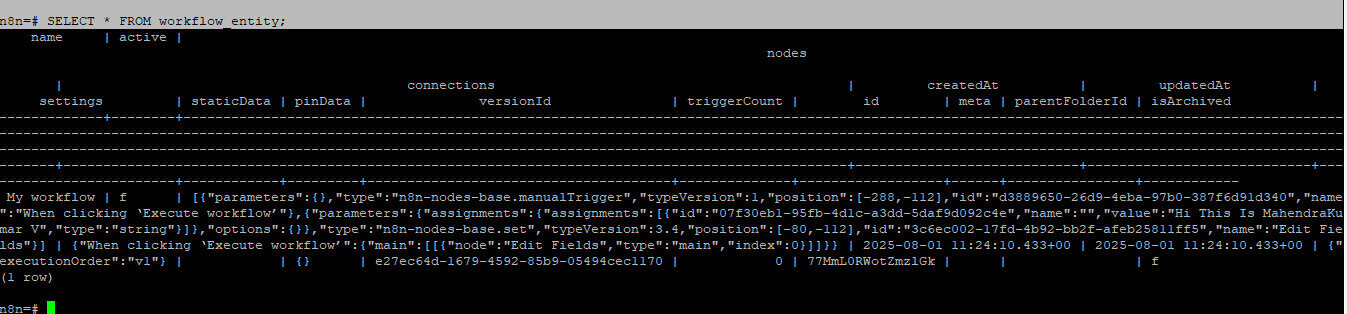 n8n=# SELECT * FROM workflow_entity;
name | active |
nodes
| connections | createdAt | updatedAt |
settings | staticData | pinData | versionId | triggerCount | id | meta | parentFolderId | isArchived
My workflow | f | [{"parameters":{},"type":"n8n-nodes-base.manualTrigger","typeVersion":1,"position":[-288,-112],"id":"d3889650-26d9-4eba-97b0-387f6d91d340","name
":"When clicking ‘Execute workflow’"},{"parameters":{"assignments":{"assignments":[{"id":"07f30eb1-95fb-4d1c-a3dd-5daf9d092c4e","name":"","value":"Hi This Is MahendraKu
mar V","type":"string"}]},"options":{}},"type":"n8n-nodes-base.set","typeVersion":3.4,"position":[-80,-112],"id":"3c6ec002-17fd-4b92-bb2f-afeb25811ff5","name":"Edit Fie
lds"}] | {"When clicking ‘Execute workflow’":{"main":[[{"node":"Edit Fields","type":"main","index":0}]]}} | 2025-08-01 11:24:10.433+00 | 2025-08-01 11:24:10.433+00 | {"
executionOrder":"v1"} | | {} | e27ec64d-1679-4592-85b9-05494cec1170 | 0 | 77MmL0RWotZmzlGk | | | f
(1 row)
n8n=#